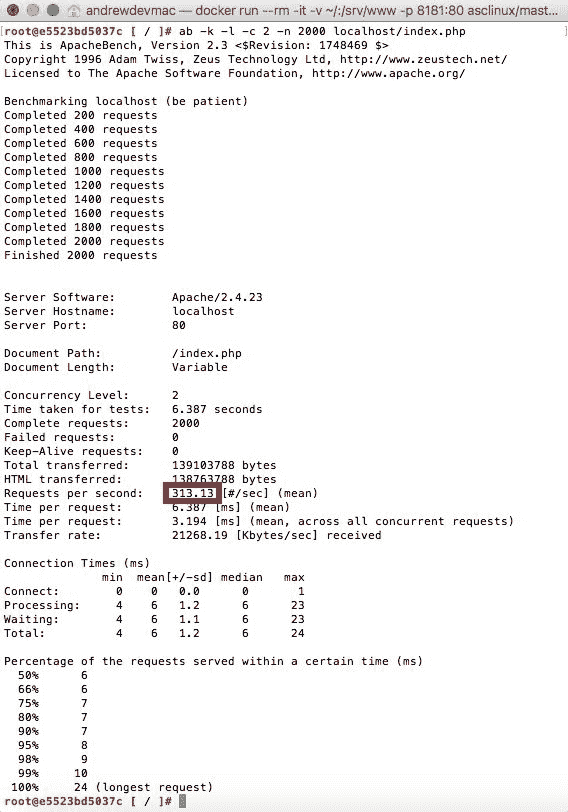 andrewdevmac — docker run --rm -it -v ~/:/srv/www -p 8181:80 asclinux/mast...
[root@e5523bd5037c [ / ]# ab -k -l -c 2 -n 2000 localhost/index.php
This is ApacheBench, Version 2.3 <$Revision: 1748469 $>
Copyright 1996 Adam Twiss, Zeus Technology Ltd, http://www.zeustech.net/
Licensed to The Apache Software Foundation, http://www.apache.org/

Benchmarking localhost (be patient)
Completed 200 requests
Completed 400 requests
Completed 600 requests
Completed 800 requests
Completed 1000 requests
Completed 1200 requests
Completed 1400 requests
Completed 1600 requests
Completed 1800 requests
Completed 2000 requests
Finished 2000 requests

Server Software: Apache/2.4.23
Server Hostname: localhost
Server Port: 80

Document Path: /index.php
Document Length: Variable

Concurrency Level: 2
Time taken for tests: 6.387 seconds
Complete requests: 2000
Failed requests: 0
Keep-Alive requests: 0
Total transferred: 139103788 bytes
HTML transferred: 138763788 bytes
Requests per second: 313.13 [#/sec] (mean)
Time per request: 6.387 [ms] (mean)
Time per request: 3.194 [ms] (mean, across all concurrent requests)
Transfer rate: 21268.19 [Kbytes/sec] received

Connection Times (ms)
min mean[+/-sd] median max
Connect: 0 0 0.0 0 1
Processing: 4 6 1.2 6 23
Waiting: 4 6 1.1 6 23
Total: 4 6 1.2 6 24

Percentage of the requests served within a certain time (ms)
50% 6
66% 6
75% 7
80% 7
90% 7
95% 8
98% 9
99% 10
100% 24 (longest request)
root@e5523bd5037c [ / ]#